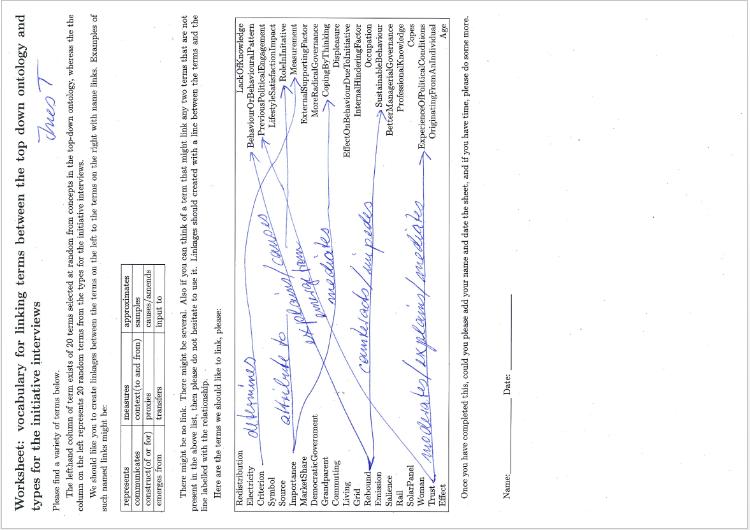 Worksheet: vocabulary for linking terms between the top down ontology and
types for the initiative interviews
Please find a variety of terms below.
The lefthand column of term exists of 20 terms selected at random from concepts in the top-down ontology, whereas the the
column on the left represents 20 random terms from the types for the initiative interviews.
We should like you to create linkages between the terms on the left to the terms on the right with name links. Examples of
such named links might be:
represents measures approximates
communicates context(to and from) samples
construct(of or for) proxies causes/amends
emerges from transfers input to
There might be no link. There might be several. Also if you can think of a term that might link any two terms that are not
present in the above list, then please do not hesitate to use it. Linkages should created with a line between the terms and the
line labelled with the relationship.
Here are the terms we should like to link, please:
Redistribution LackOfKnowledge
Electricity determines BehaviourOrBehaviouralPattern
Criterion PreviousPoliticalEngagement
Symbol LifestyleSatisfactionImpact
Source attribute to explains/causes RoleInInitative
Importance Measurement
MarketShare ExternalSupportingFactor
DemocraticGovernment emerge from MoreRadicalGovernance
Grandparent mediates CopingByThinking
Commuting Displeasure
Living EffectOnBehaviourDueToInitiative
Grid InternalHinderingFactor
Rebound counteracts/impedes Occupation
Emission SustainableBehaviour
Salience BetterManagerialGovernance
Rail ProfessionalKnowledge
SolarPanel Copes
Woman ExperienceOfPoliticalConditions
Trust moderates/explains/mediates OriginatingFromAnIndividual
Effect Age
Once you have completed this, could you please add your name and date the sheet, and if you have time, please do some more.
Name: Date: